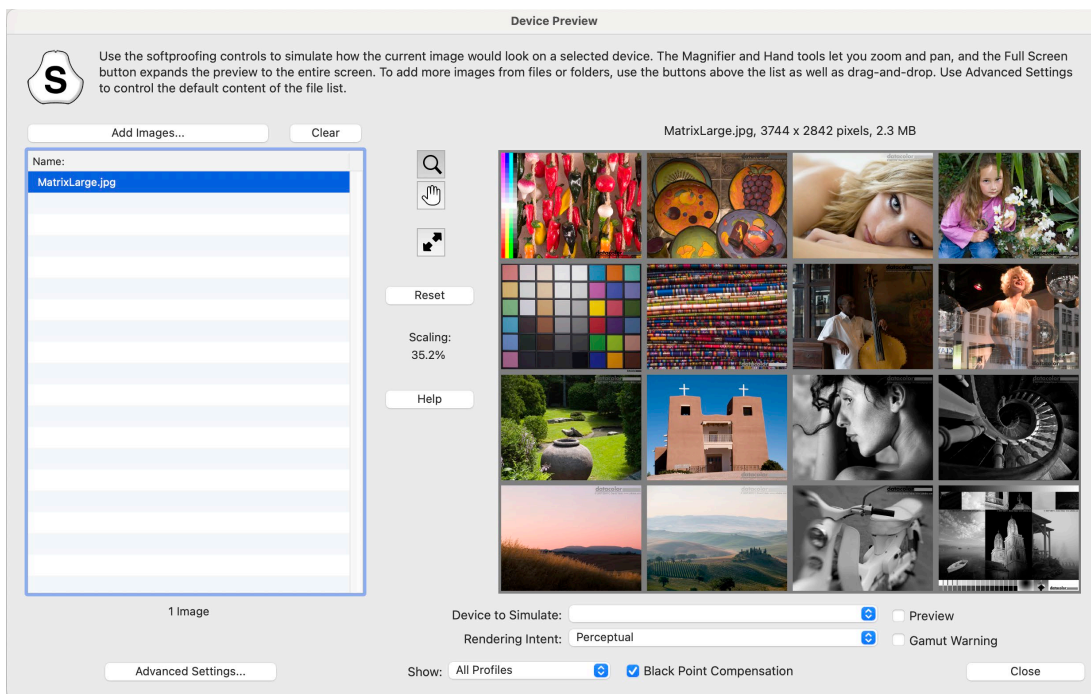 Device Preview
S
Use the softproofing controls to simulate how the current image would look on a selected device. The Magnifier and Hand tools let you zoom and pan, and the Full Screen
button expands the preview to the entire screen. To add more images from files or folders, use the buttons above the list as well as drag-and-drop. Use Advanced Settings
to control the default content of the file list.
Add Images...
Clear
MatrixLarge.jpg, 3744 x 2842 pixels, 2.3 MB
Name:
MatrixLarge.jpg
Reset
Scaling:
35.2%
Help
1 Image
Device to Simulate:
Preview
Rendering Intent: Perceptual
Gamut Warning
Advanced Settings...
Show: All Profiles
Black Point Compensation
Close